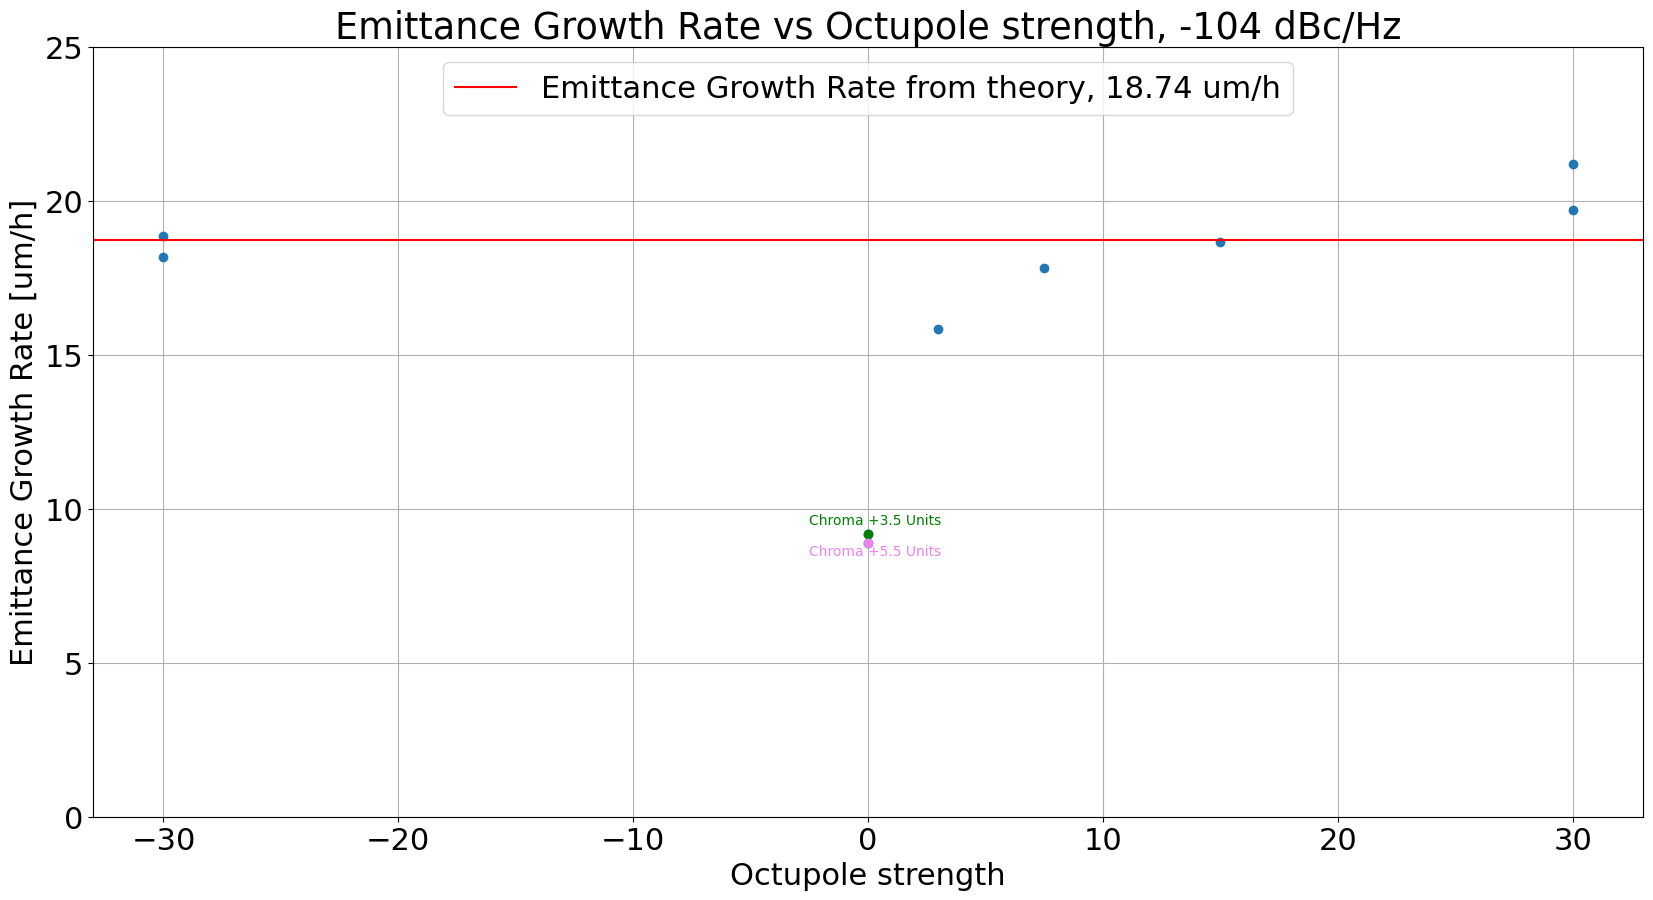 Emittance Growth Rate vs Octupole strength, -104 dBc/Hz
Emittance Growth Rate from theory, 18.74 um/h
Emittance Growth Rate [um/h]
25
20
15
10
5
0
Chroma +3.5 Units
Chroma +5.5 Units
−30 −20 −10 0 10 20 30
Octupole strength